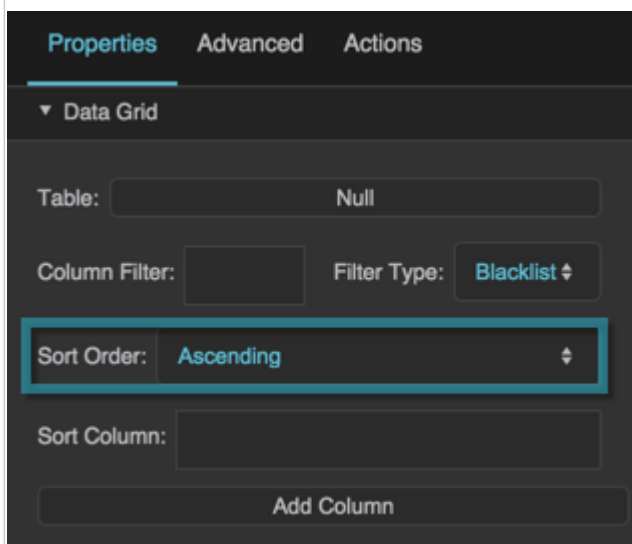 Properties Advanced Actions
Data Grid
Table: Null
Column Filter: Filter Type: Blacklist
Sort Order: Ascending
Sort Column:
Add Column